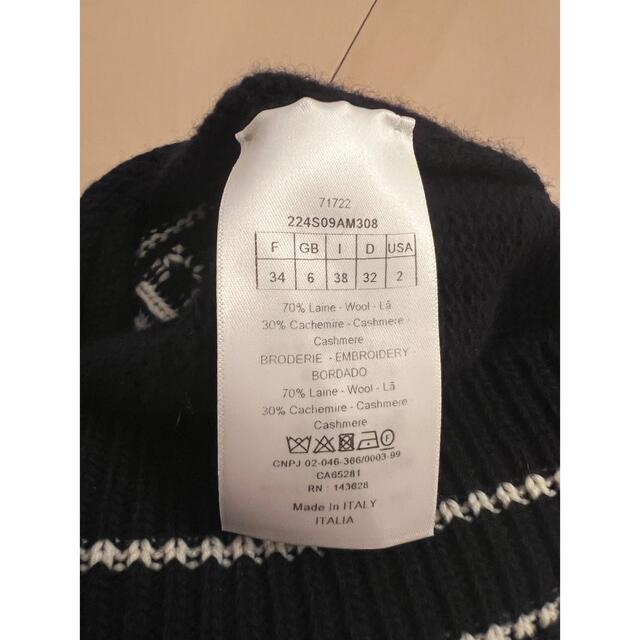 71722
224S09AM308
F GB I D USA
34 6 38 32 2
70% Laine - Wool - Lã
30% Cachemire - Cashmere -
Cashmere
BRODERIE - EMBROIDERY -
BORDADO
70% Laine - Wool - Lã
30% Cachemire - Cashmere -
Cashmere
F
CNPJ 02-046-366/0003-99
CA65281
RN : 143628
Made In ITALY
ITALIA